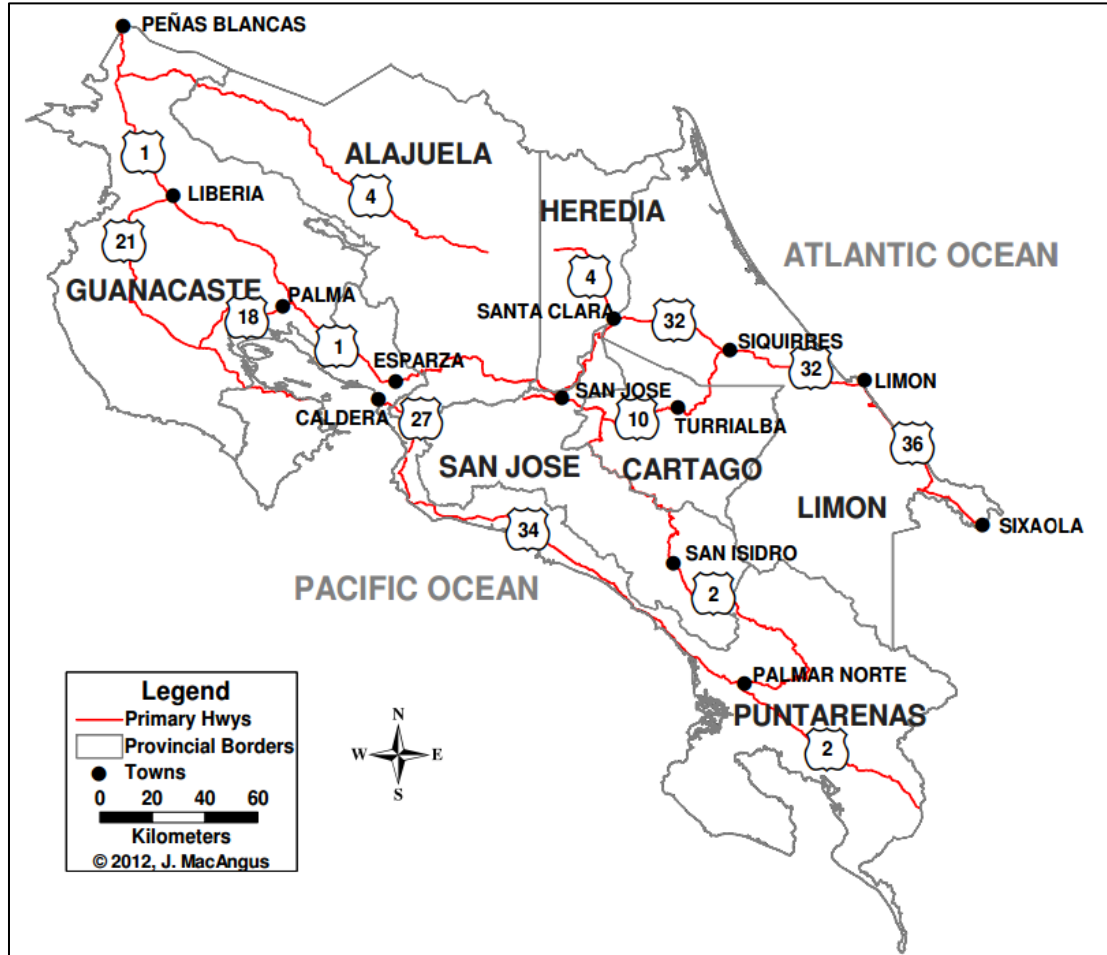 PEÑAS BLANCAS
1
ALAJUELA
LIBERIA
4
HEREDIA
21
ATLANTIC OCEAN
GUANACASTE
PALMA
4
18
SANTA CLARA
32
1
SIQUIRRES
ESPARZA
32
LIMON
SAN JOSE
CALDERA
27
10
TURRIALBA
36
SAN JOSE
CARTAGO
LIMON
SIXAOLA
34
SAN ISIDRO
PACIFIC OCEAN
2
PALMAR NORTE
PUNTARENAS
2
Legend
Primary Hwys
Provincial Borders
Towns
0 20 40 60
Kilometers
© 2012, J. MacAngus
N
W E
S